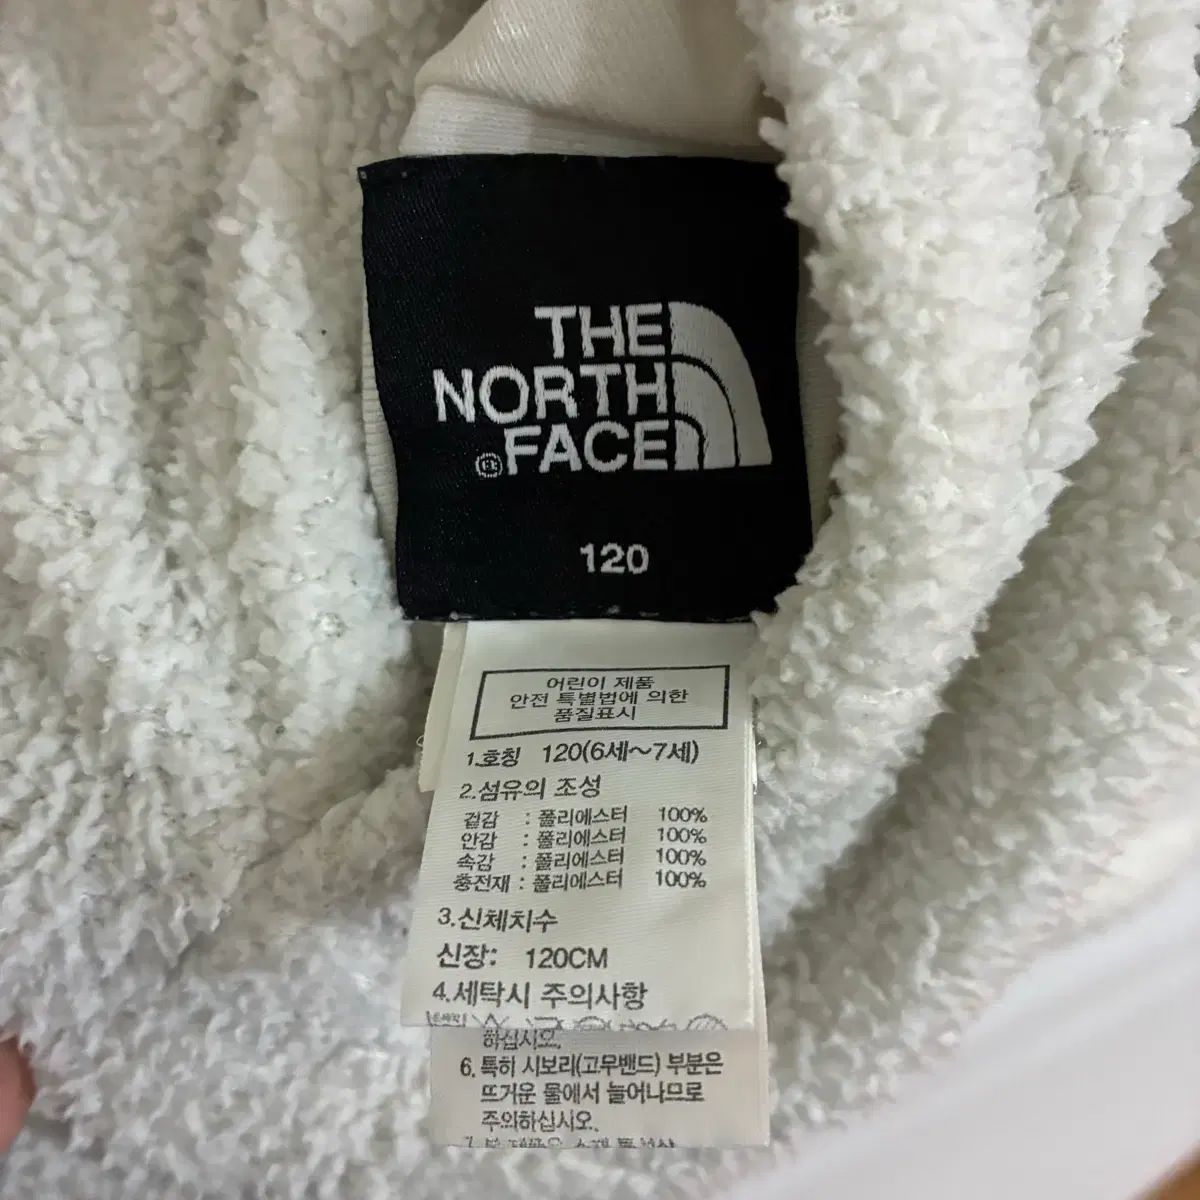 THE
NORTH
®FACE
120
어린이 제품
안전 특별법에 의한
품질표시
1.호칭 120(6세~7세)
2.섬유의 조성
겉감 : 폴리에스터 100%
안감 : 폴리에스터 100%
속감 : 폴리에스터 100%
충전재 : 폴리에스터 100%
3.신체치수
신장: 120CM
4.세탁시 주의사항
하십시오.
6. 특히 시보리(고무밴드) 부분은
뜨거운 물에서 늘어나므로
주의하십시오.